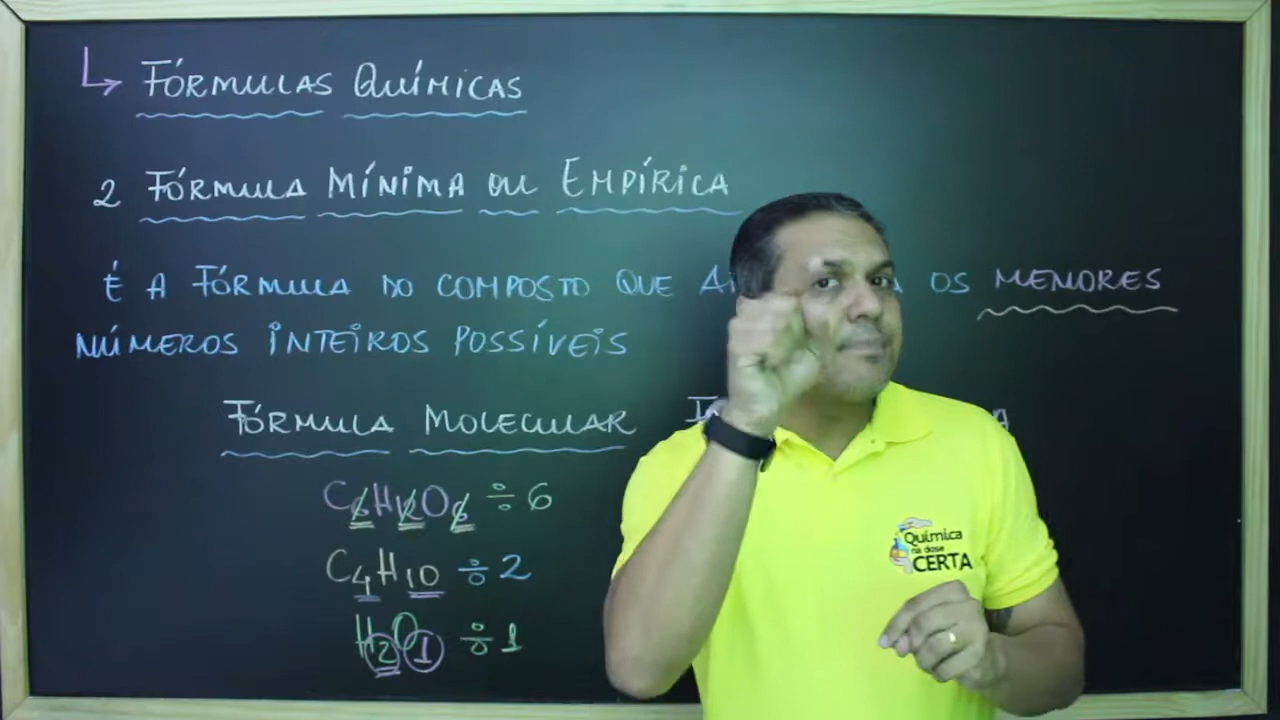 ↳ FÓRMULAS QUÍMICAS
2 FÓRMULA MÍNIMA OU EMPÍRICA
É A FÓRMULA DO COMPOSTO QUE OS MENORES
NÚMEROS INTEIROS POSSÍVEIS
FÓRMULA MOLECULAR
C6H12O6 ÷ 6
C4H10 ÷ 2
H2O1 ÷ 1
Química
na dose
CERTA